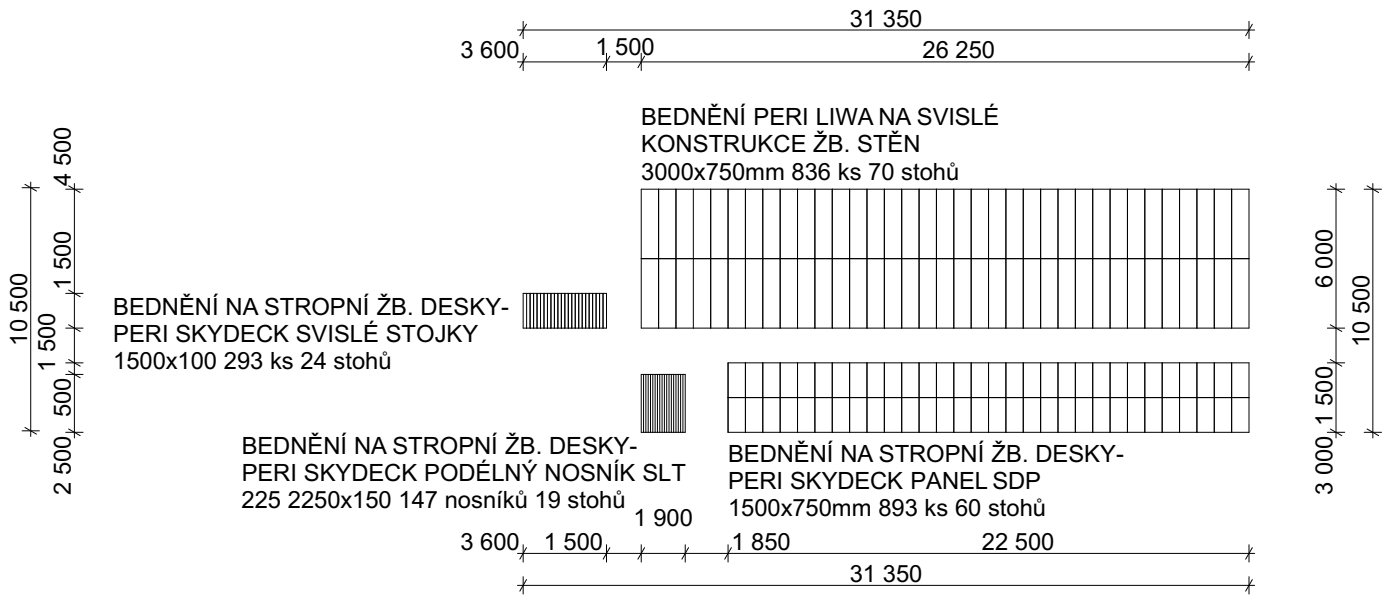 31 350
3 600
1 500
26 250
BEDNĚNÍ PERI LIWA NA SVISLÉ
KONSTRUKCE ŽB. STĚN
3000x750mm 836 ks 70 stohů
4 500
1 500
10 500
1 500
500
2 500
6 000
10 500
1 500
3 000
BEDNĚNÍ NA STROPNÍ ŽB. DESKY-
PERI SKYDECK SVISLÉ STOJKY
1500x100 293 ks 24 stohů
BEDNĚNÍ NA STROPNÍ ŽB. DESKY-
PERI SKYDECK PODÉLNÝ NOSNÍK SLT
225 2250x150 147 nosníků 19 stohů
BEDNĚNÍ NA STROPNÍ ŽB. DESKY-
PERI SKYDECK PANEL SDP
1500x750mm 893 ks 60 stohů
1 900
3 600
1 500
1 850
22 500
31 350